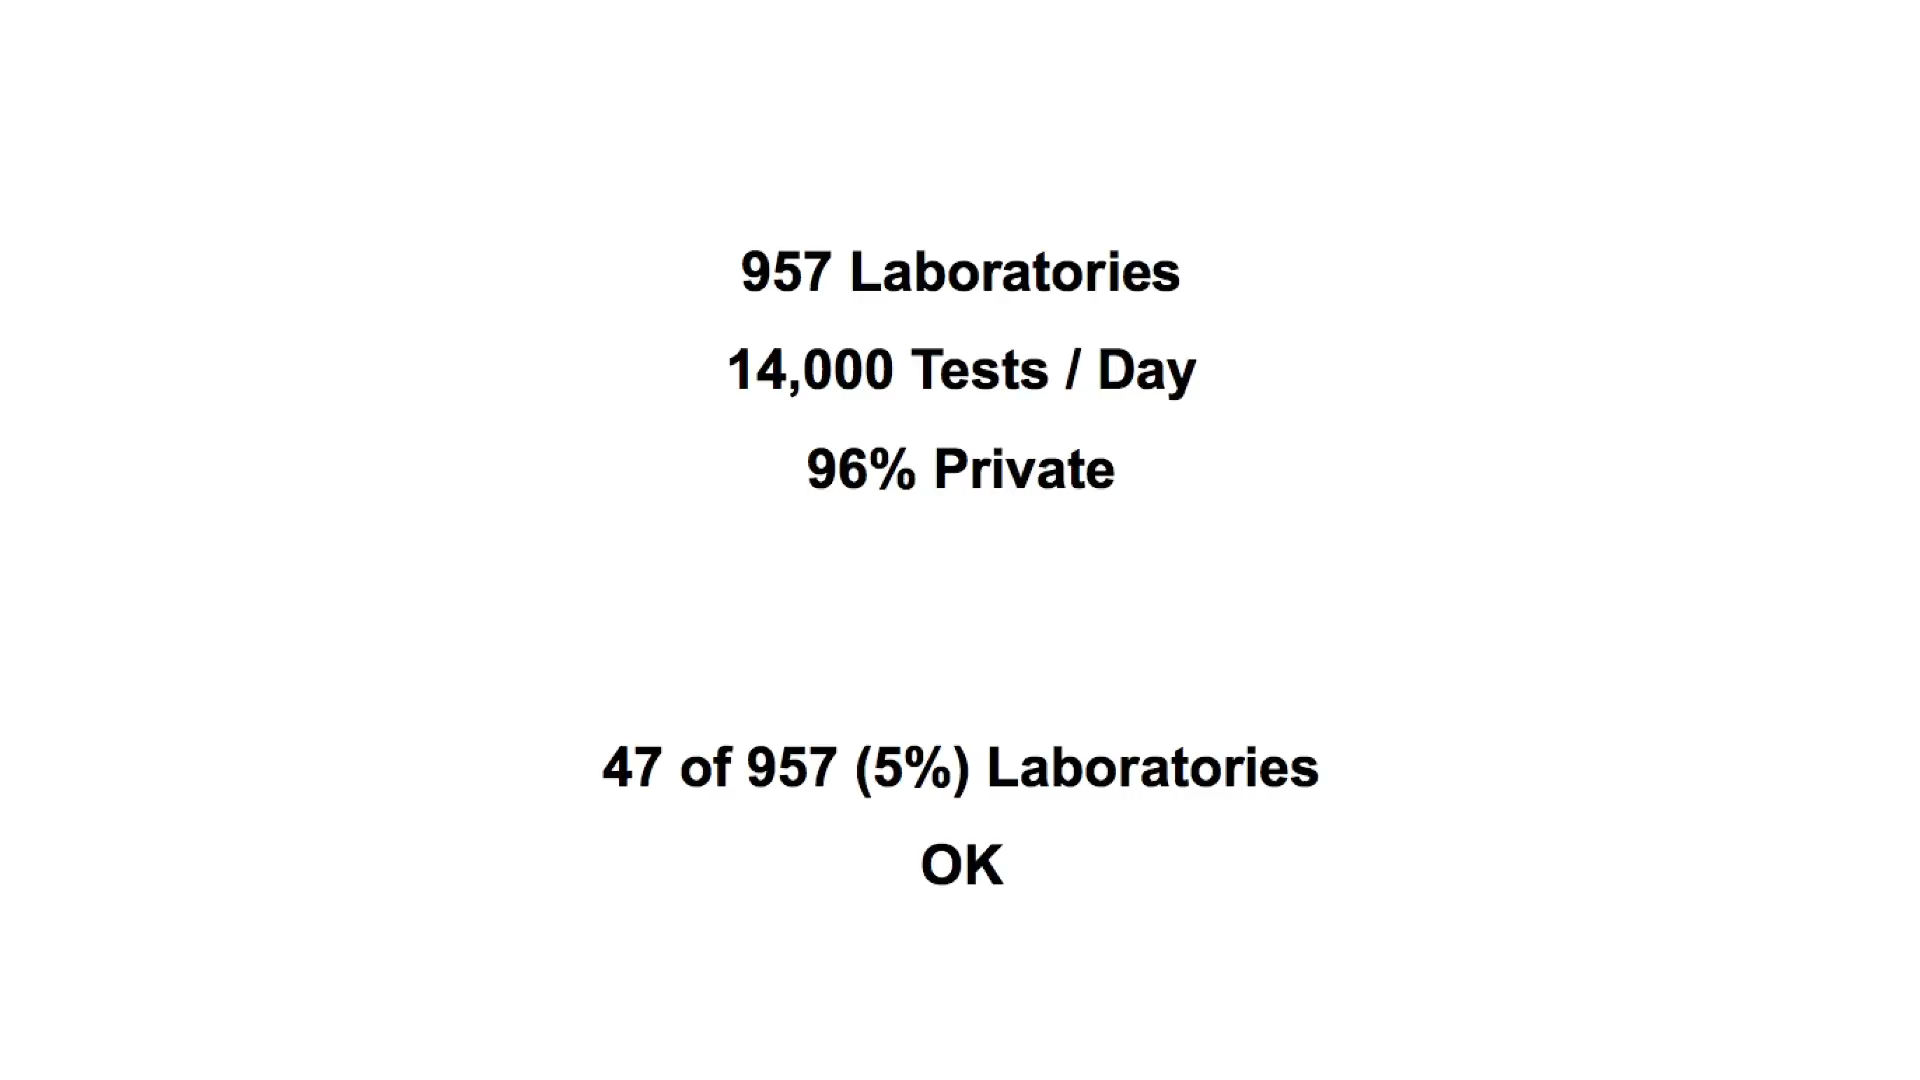 957 Laboratories
14,000 Tests / Day
96% Private
47 of 957 (5%) Laboratories
OK